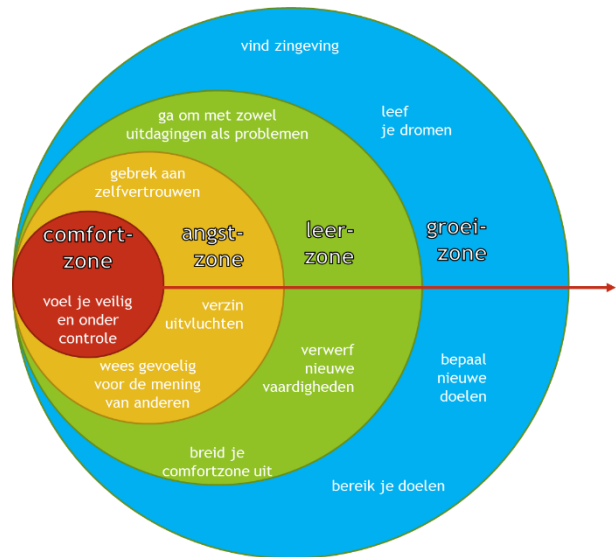 vind zingeving
leef
je dromen
ga om met zowel
uitdagingen als problemen
gebrek aan
zelfvertrouwen
comfort-
zone
angst-
zone
leer-
zone
groei-
zone
voel je veilig
en onder
controle
verzin
uitvluchten
wees gevoelig
voor de mening
van anderen
verwerf
nieuwe
vaardigheden
bepaal
nieuwe
doelen
breid je
comfortzone uit
bereik je doelen